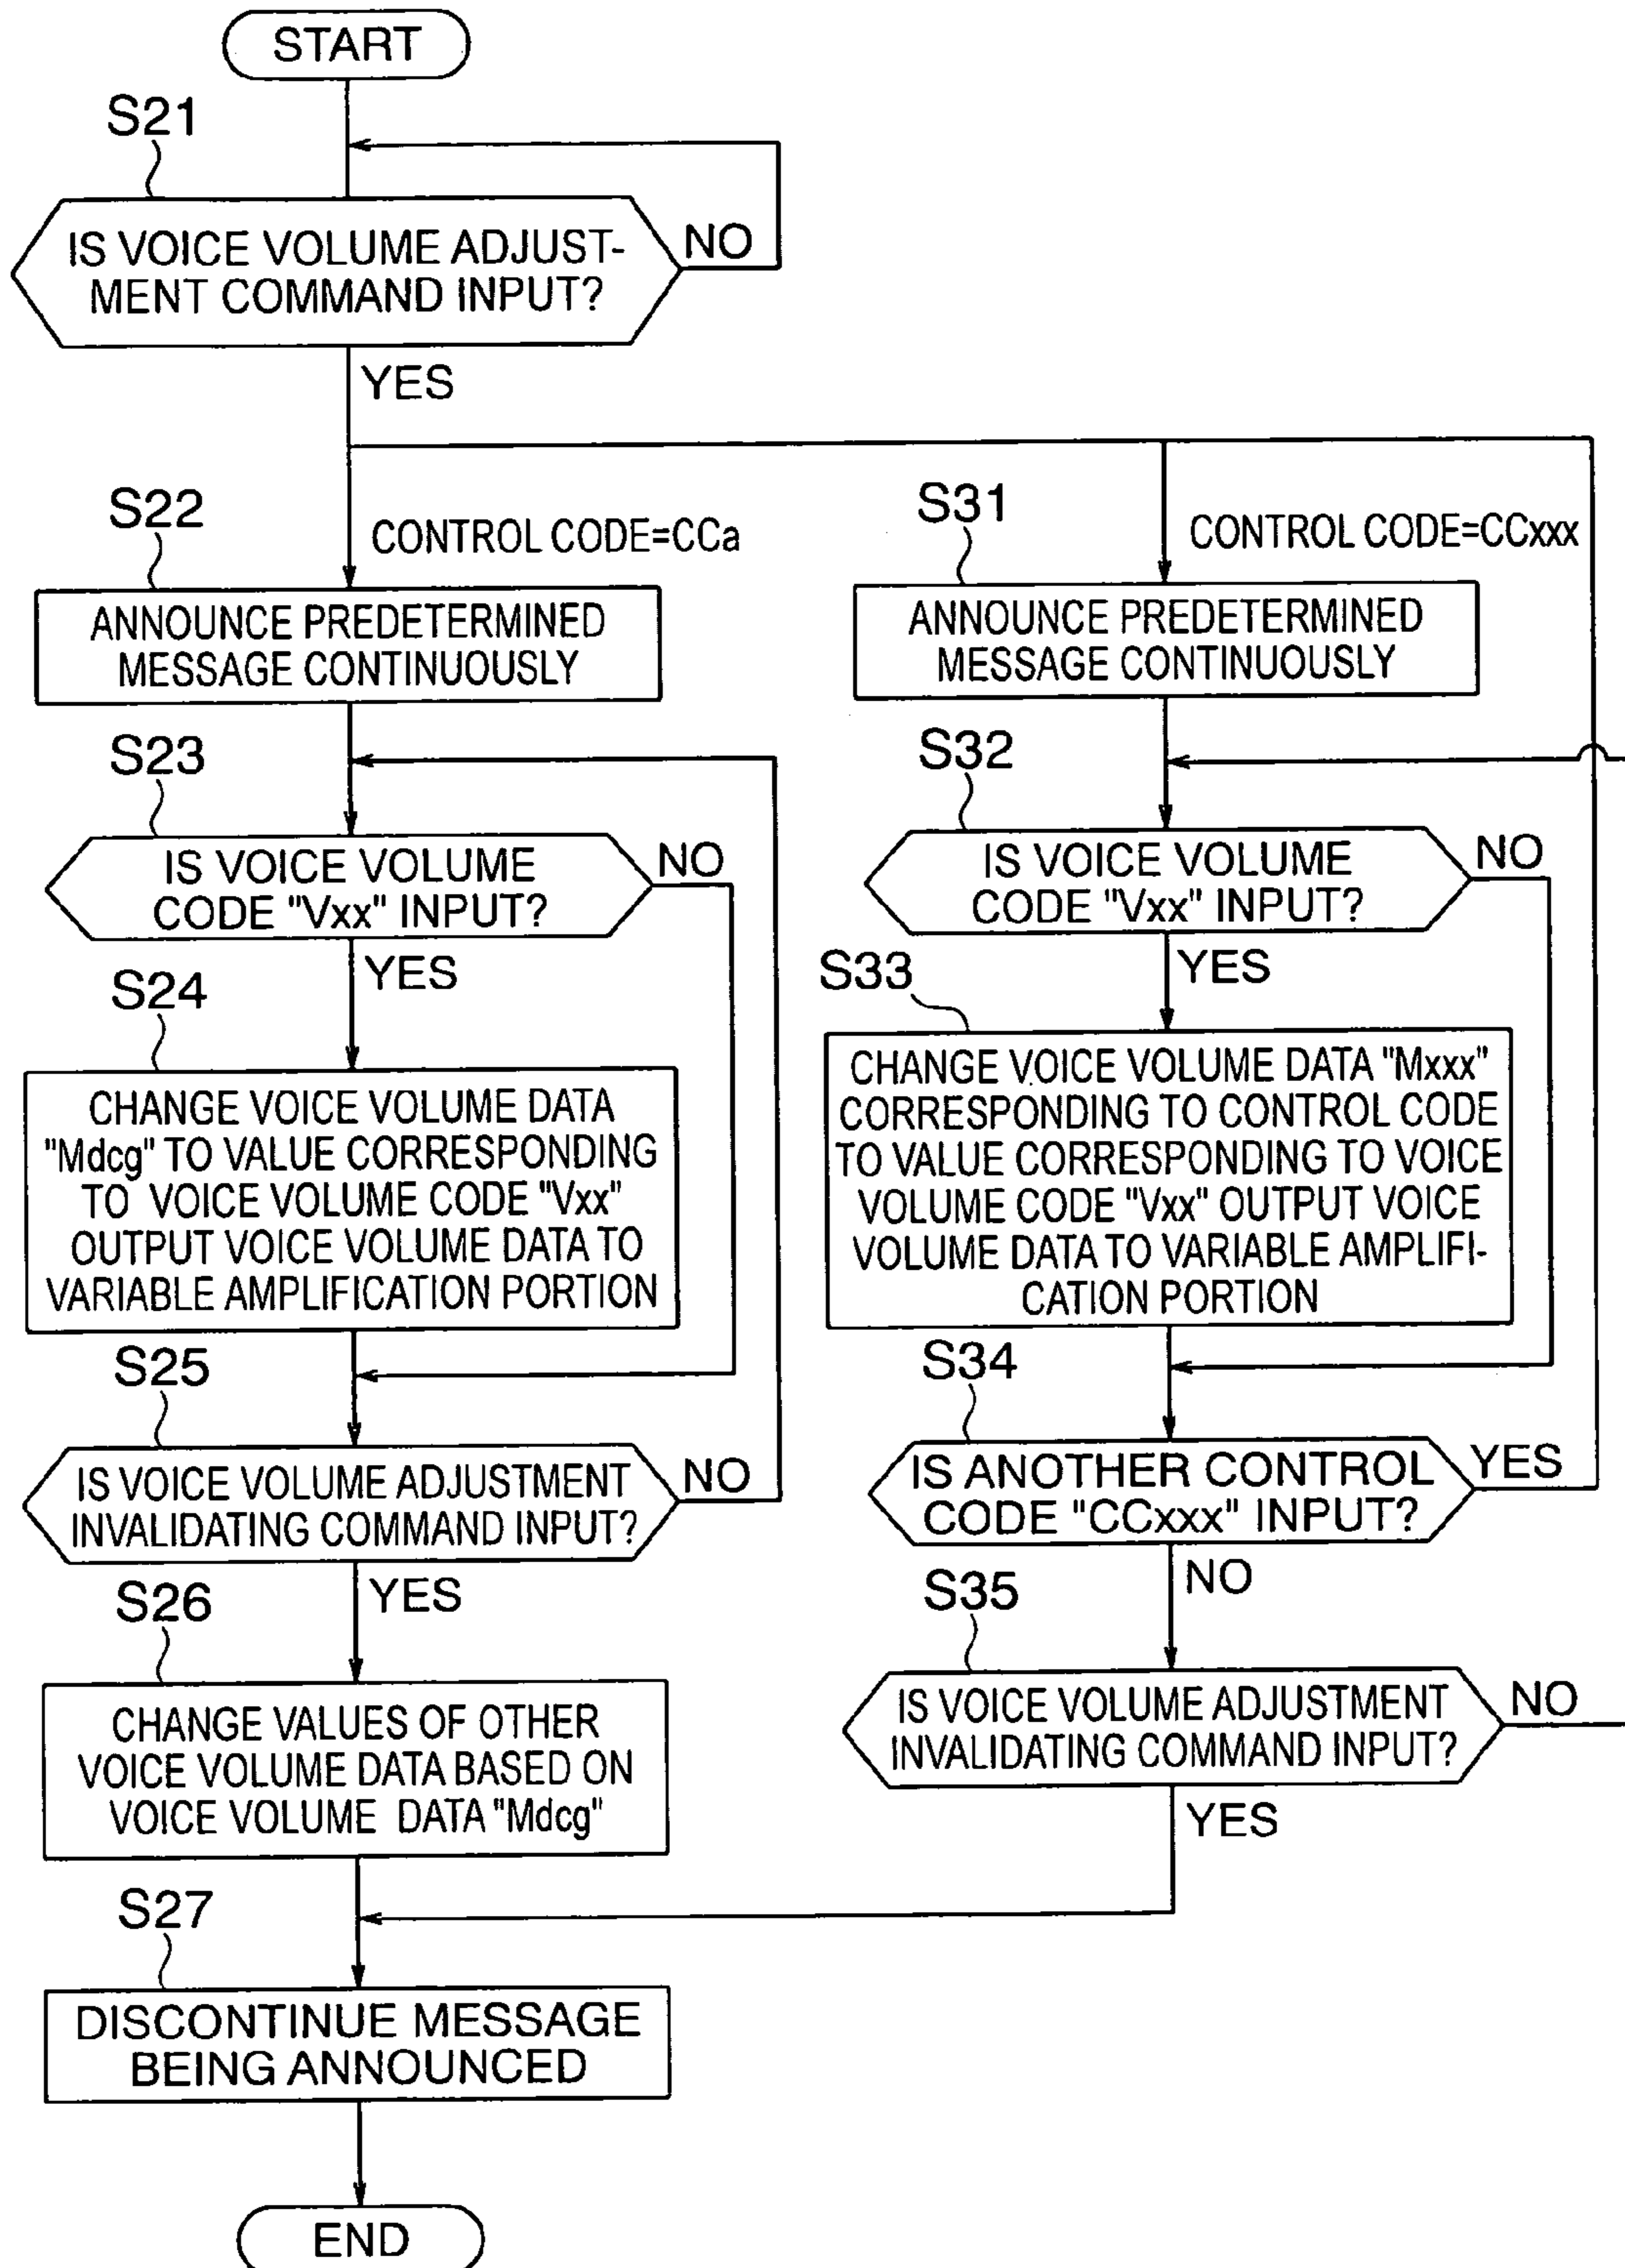 START
S21
IS VOICE VOLUME ADJUST-
MENT COMMAND INPUT?
NO
YES
S22
CONTROL CODE=CCa
ANNOUNCE PREDETERMINED
MESSAGE CONTINUOUSLY
S23
IS VOICE VOLUME
CODE "Vxx" INPUT?
NO
YES
S24
CHANGE VOICE VOLUME DATA
"Mdcg" TO VALUE CORRESPONDING
TO VOICE VOLUME CODE "Vxx"
OUTPUT VOICE VOLUME DATA TO
VARIABLE AMPLIFICATION PORTION
S25
IS VOICE VOLUME ADJUSTMENT
INVALIDATING COMMAND INPUT?
NO
YES
S26
CHANGE VALUES OF OTHER
VOICE VOLUME DATA BASED ON
VOICE VOLUME DATA "Mdcg"
S27
DISCONTINUE MESSAGE
BEING ANNOUNCED
END
S31
CONTROL CODE=CCxxx
ANNOUNCE PREDETERMINED
MESSAGE CONTINUOUSLY
S32
IS VOICE VOLUME
CODE "Vxx" INPUT?
NO
YES
S33
CHANGE VOICE VOLUME DATA "Mxxx"
CORRESPONDING TO CONTROL CODE
TO VALUE CORRESPONDING TO VOICE
VOLUME CODE "Vxx" OUTPUT VOICE
VOLUME DATA TO VARIABLE AMPLIFI-
CATION PORTION
S34
IS ANOTHER CONTROL
CODE "CCxxx" INPUT?
YES
NO
S35
IS VOICE VOLUME ADJUSTMENT
INVALIDATING COMMAND INPUT?
NO
YES